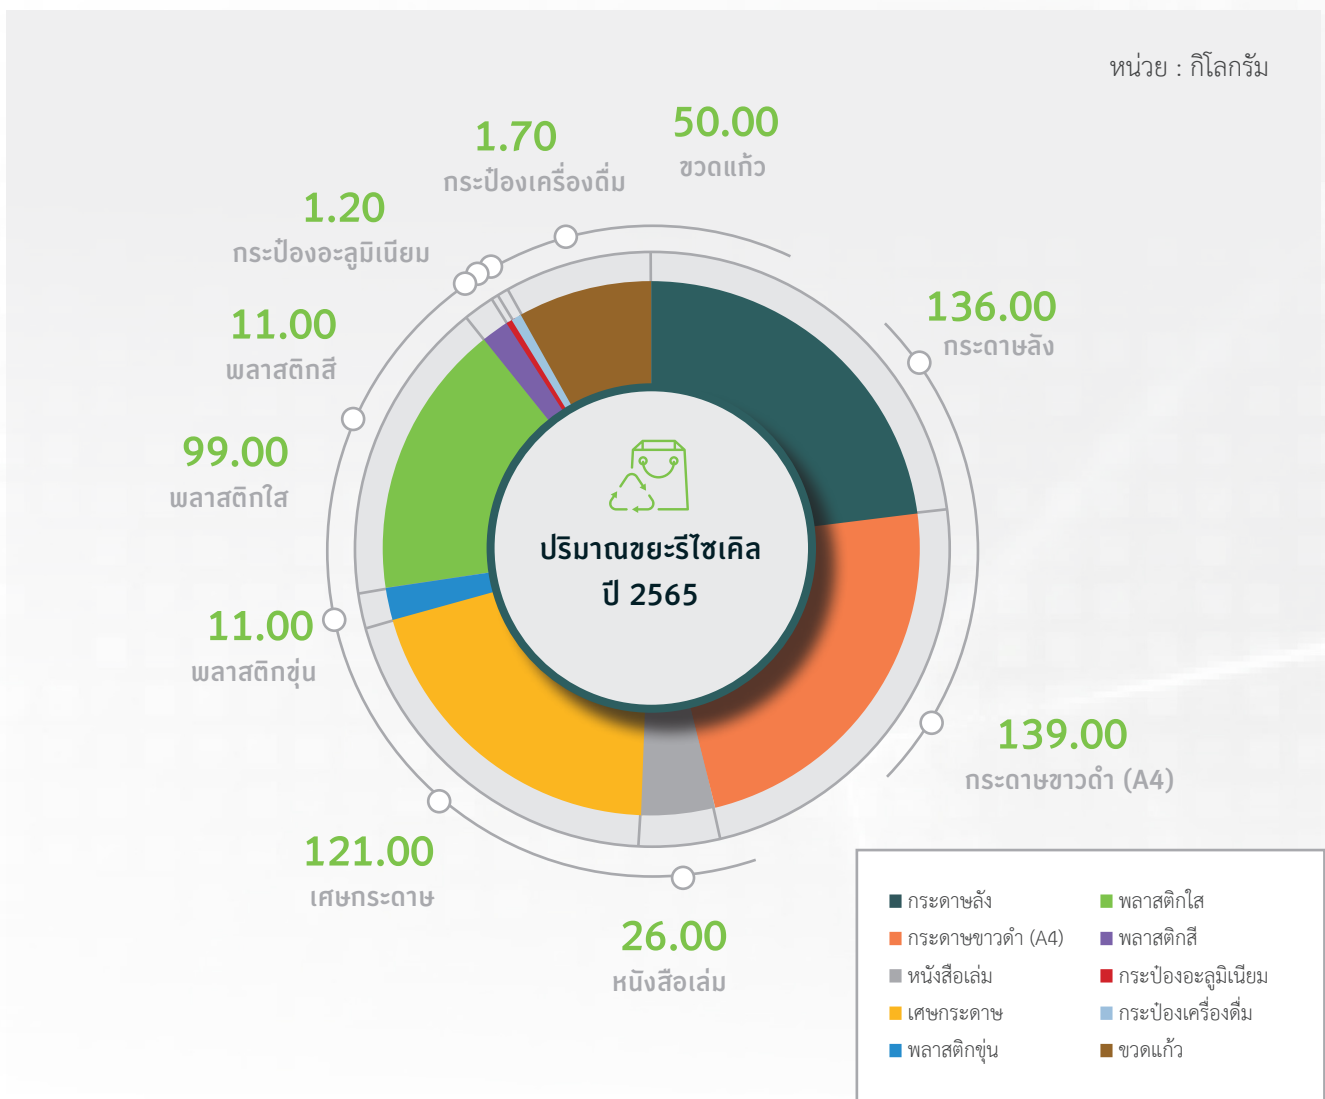 หน่วย : กิโลกรัม
50.00
ขวดแก้ว
1.70
กระป๋องเครื่องดื่ม
1.20
กระป๋องอะลูมิเนียม
11.00
พลาสติกสี
99.00
พลาสติกใส
11.00
พลาสติกขุ่น
121.00
เศษกระดาษ
26.00
หนังสือเล่ม
139.00
กระดาษขาวดำ (A4)
136.00
กระดาษลัง
ปริมาณขยะรีไซเคิล
ปี 2565
กระดาษลัง
กระดาษขาวดำ (A4)
หนังสือเล่ม
เศษกระดาษ
พลาสติกขุ่น
พลาสติกใส
พลาสติกสี
กระป๋องอะลูมิเนียม
กระป๋องเครื่องดื่ม
ขวดแก้ว